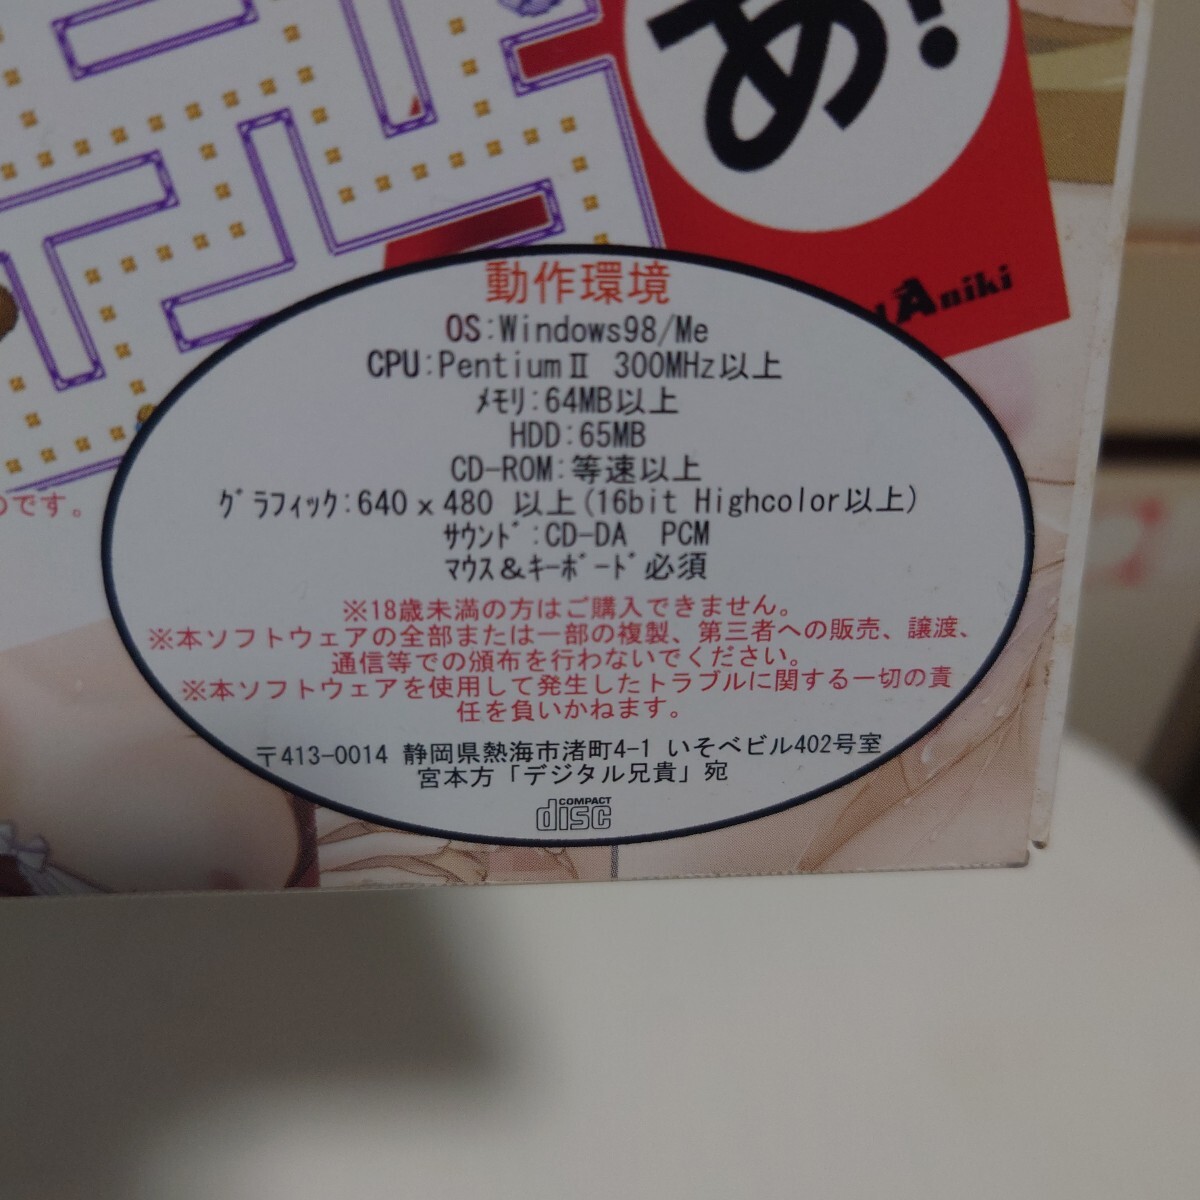 あ!
Aniki
動作環境
OS:Windows98/Me
CPU:PentiumⅡ 300MHz以上
ﾒﾓﾘ:64MB以上
HDD:65MB
CD-ROM:等速以上
ｸﾞﾗﾌｨｯｸ:640×480 以上(16bit Highcolor以上)
ｻｳﾝﾄﾞ:CD-DA PCM
ﾏｳｽ&ｷｰﾎﾞｰﾄﾞ必須
のです。
※18歳未満の方はご購入できません。
※本ソフトウェアの全部または一部の複製、第三者への販売、譲渡、
通信等での頒布を行わないでください。
※本ソフトウェアを使用して発生したトラブルに関する一切の責
任を負いかねます。
〒413-0014 静岡県熱海市渚町4-1 いそべビル402号室
宮本方「デジタル兄貴」宛
COMPACT
disc